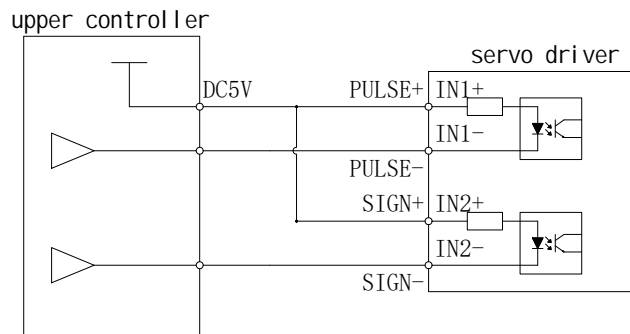 upper controller
servo driver
DC5V
PULSE+
IN1+
IN1-
PULSE-
SIGN+
IN2+
IN2-
SIGN-